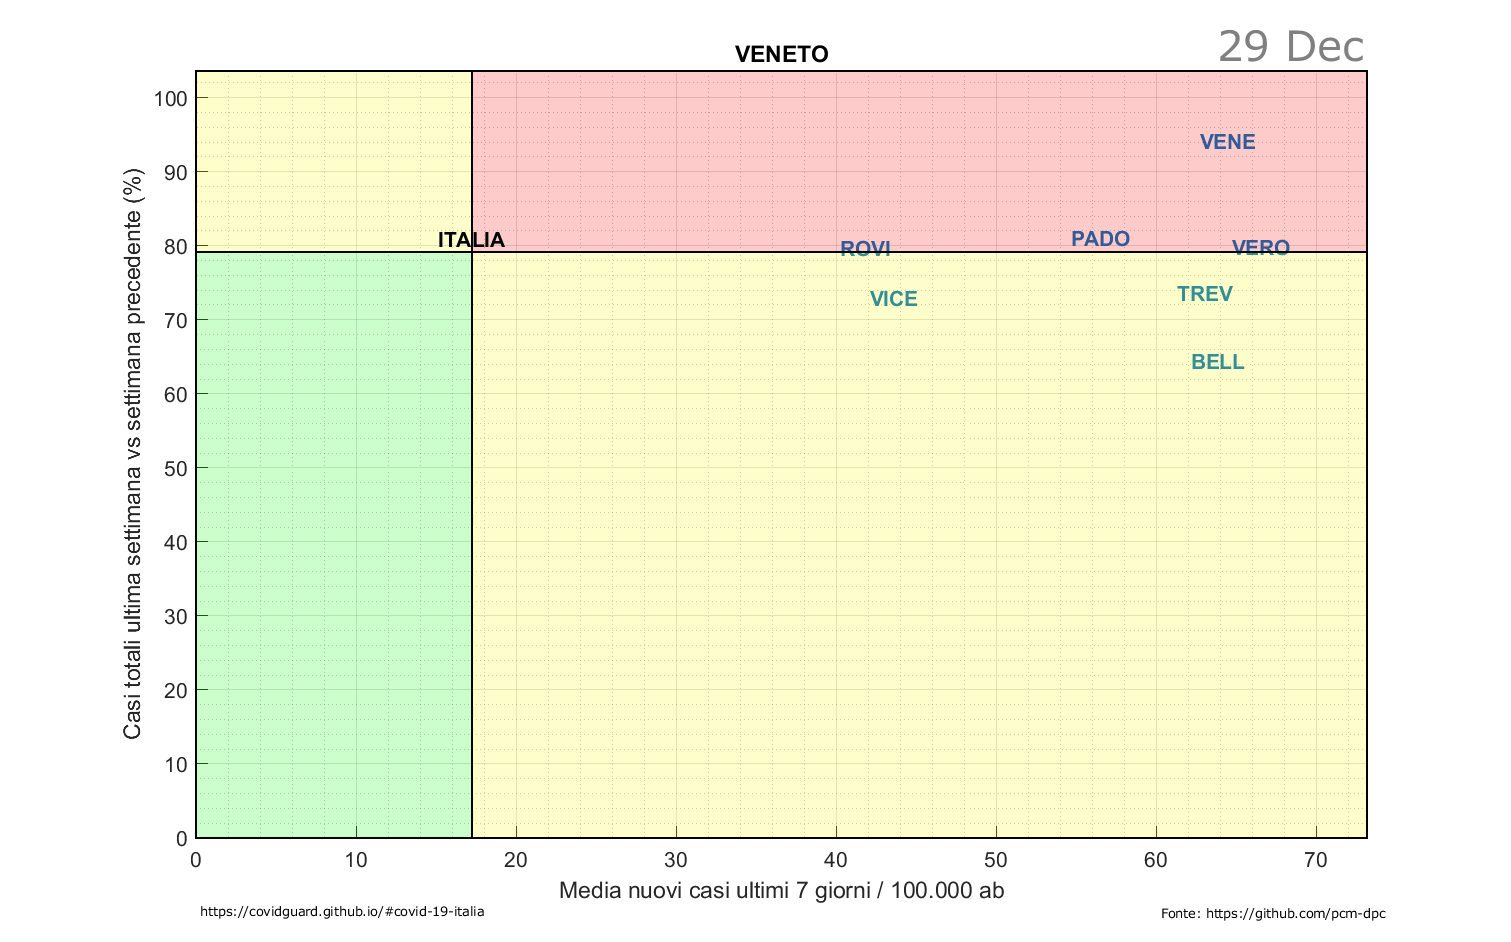 VENETO
29 Dec
Casi totali ultima settimana vs settimana precedente (%)
100
90
80
70
60
50
40
30
20
10
0
VENE
ITALIA
ROVI
PADO
VERO
VICE
TREV
BELL
0 10 20 30 40 50 60 70
Media nuovi casi ultimi 7 giorni / 100.000 ab
https://covidguard.github.io/#covid-19-italia
Fonte: https://github.com/pcm-dpc